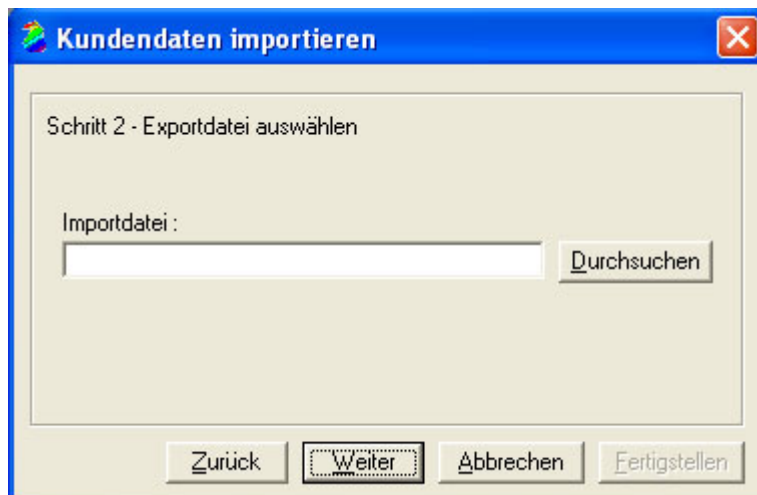 Kundendaten importieren
Schritt 2 - Exportdatei auswählen
Importdatei :
Durchsuchen
Zurück Weiter Abbrechen Fertigstellen